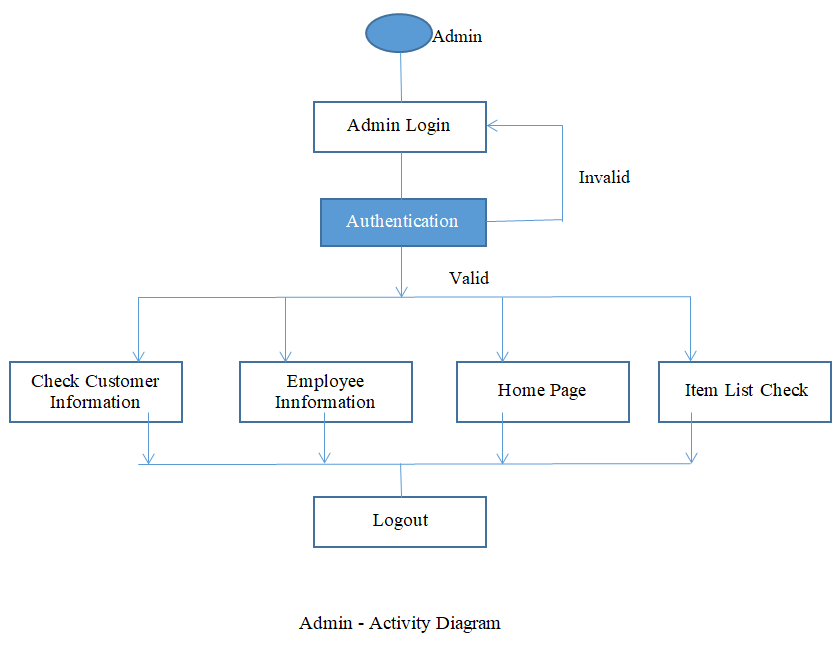 Admin
Admin Login
Invalid
Authentication
Valid
Check Customer
Information
Employee
Innformation
Home Page
Item List Check
Logout
Admin - Activity Diagram